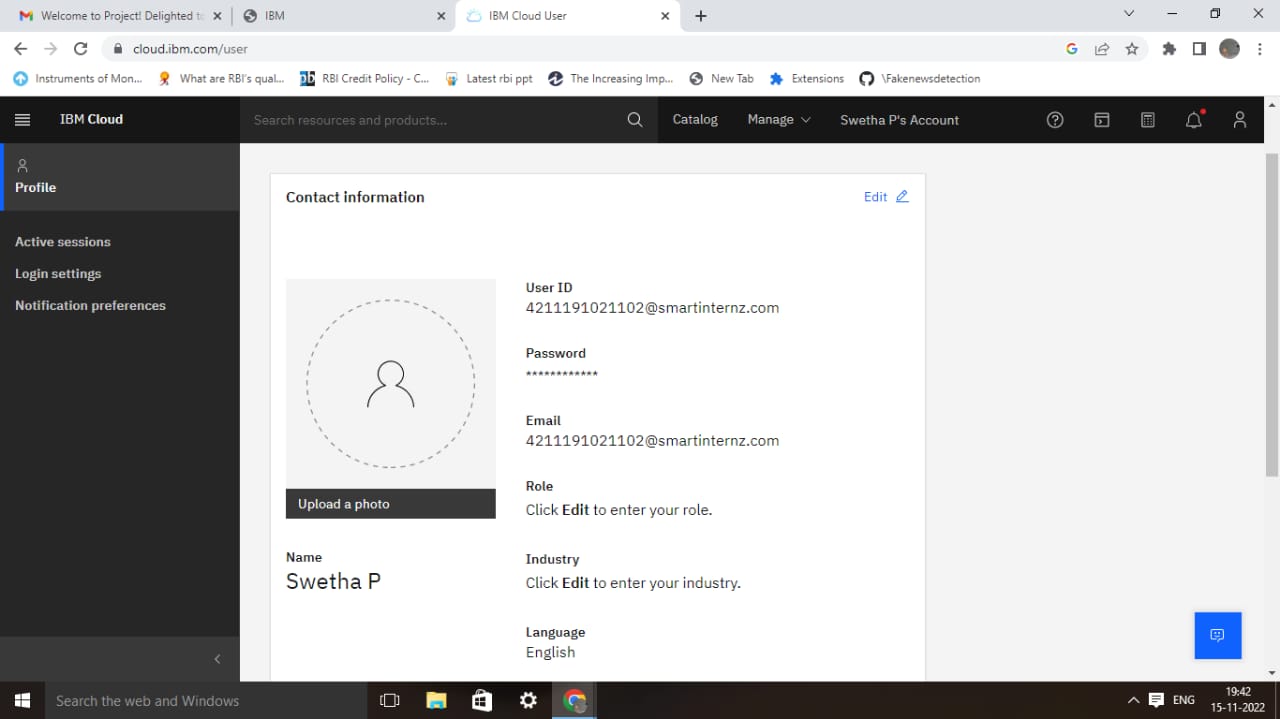 Welcome to Project! Delighted to
IBM
IBM Cloud User
cloud.ibm.com/user
Instruments of Mon...
What are RBI's qual...
RBI Credit Policy - C...
Latest rbi ppt
The Increasing Imp...
New Tab
Extensions
\Fakenewsdetection
IBM Cloud
Search resources and products...
Catalog
Manage
Swetha P's Account
Profile
Active sessions
Login settings
Notification preferences
Contact information
Edit
Upload a photo
Name
Swetha P
User ID
4211191021102@smartinternz.com
Password
************
Email
4211191021102@smartinternz.com
Role
Click Edit to enter your role.
Industry
Click Edit to enter your industry.
Language
English
Search the web and Windows
ENG
19:42
15-11-2022